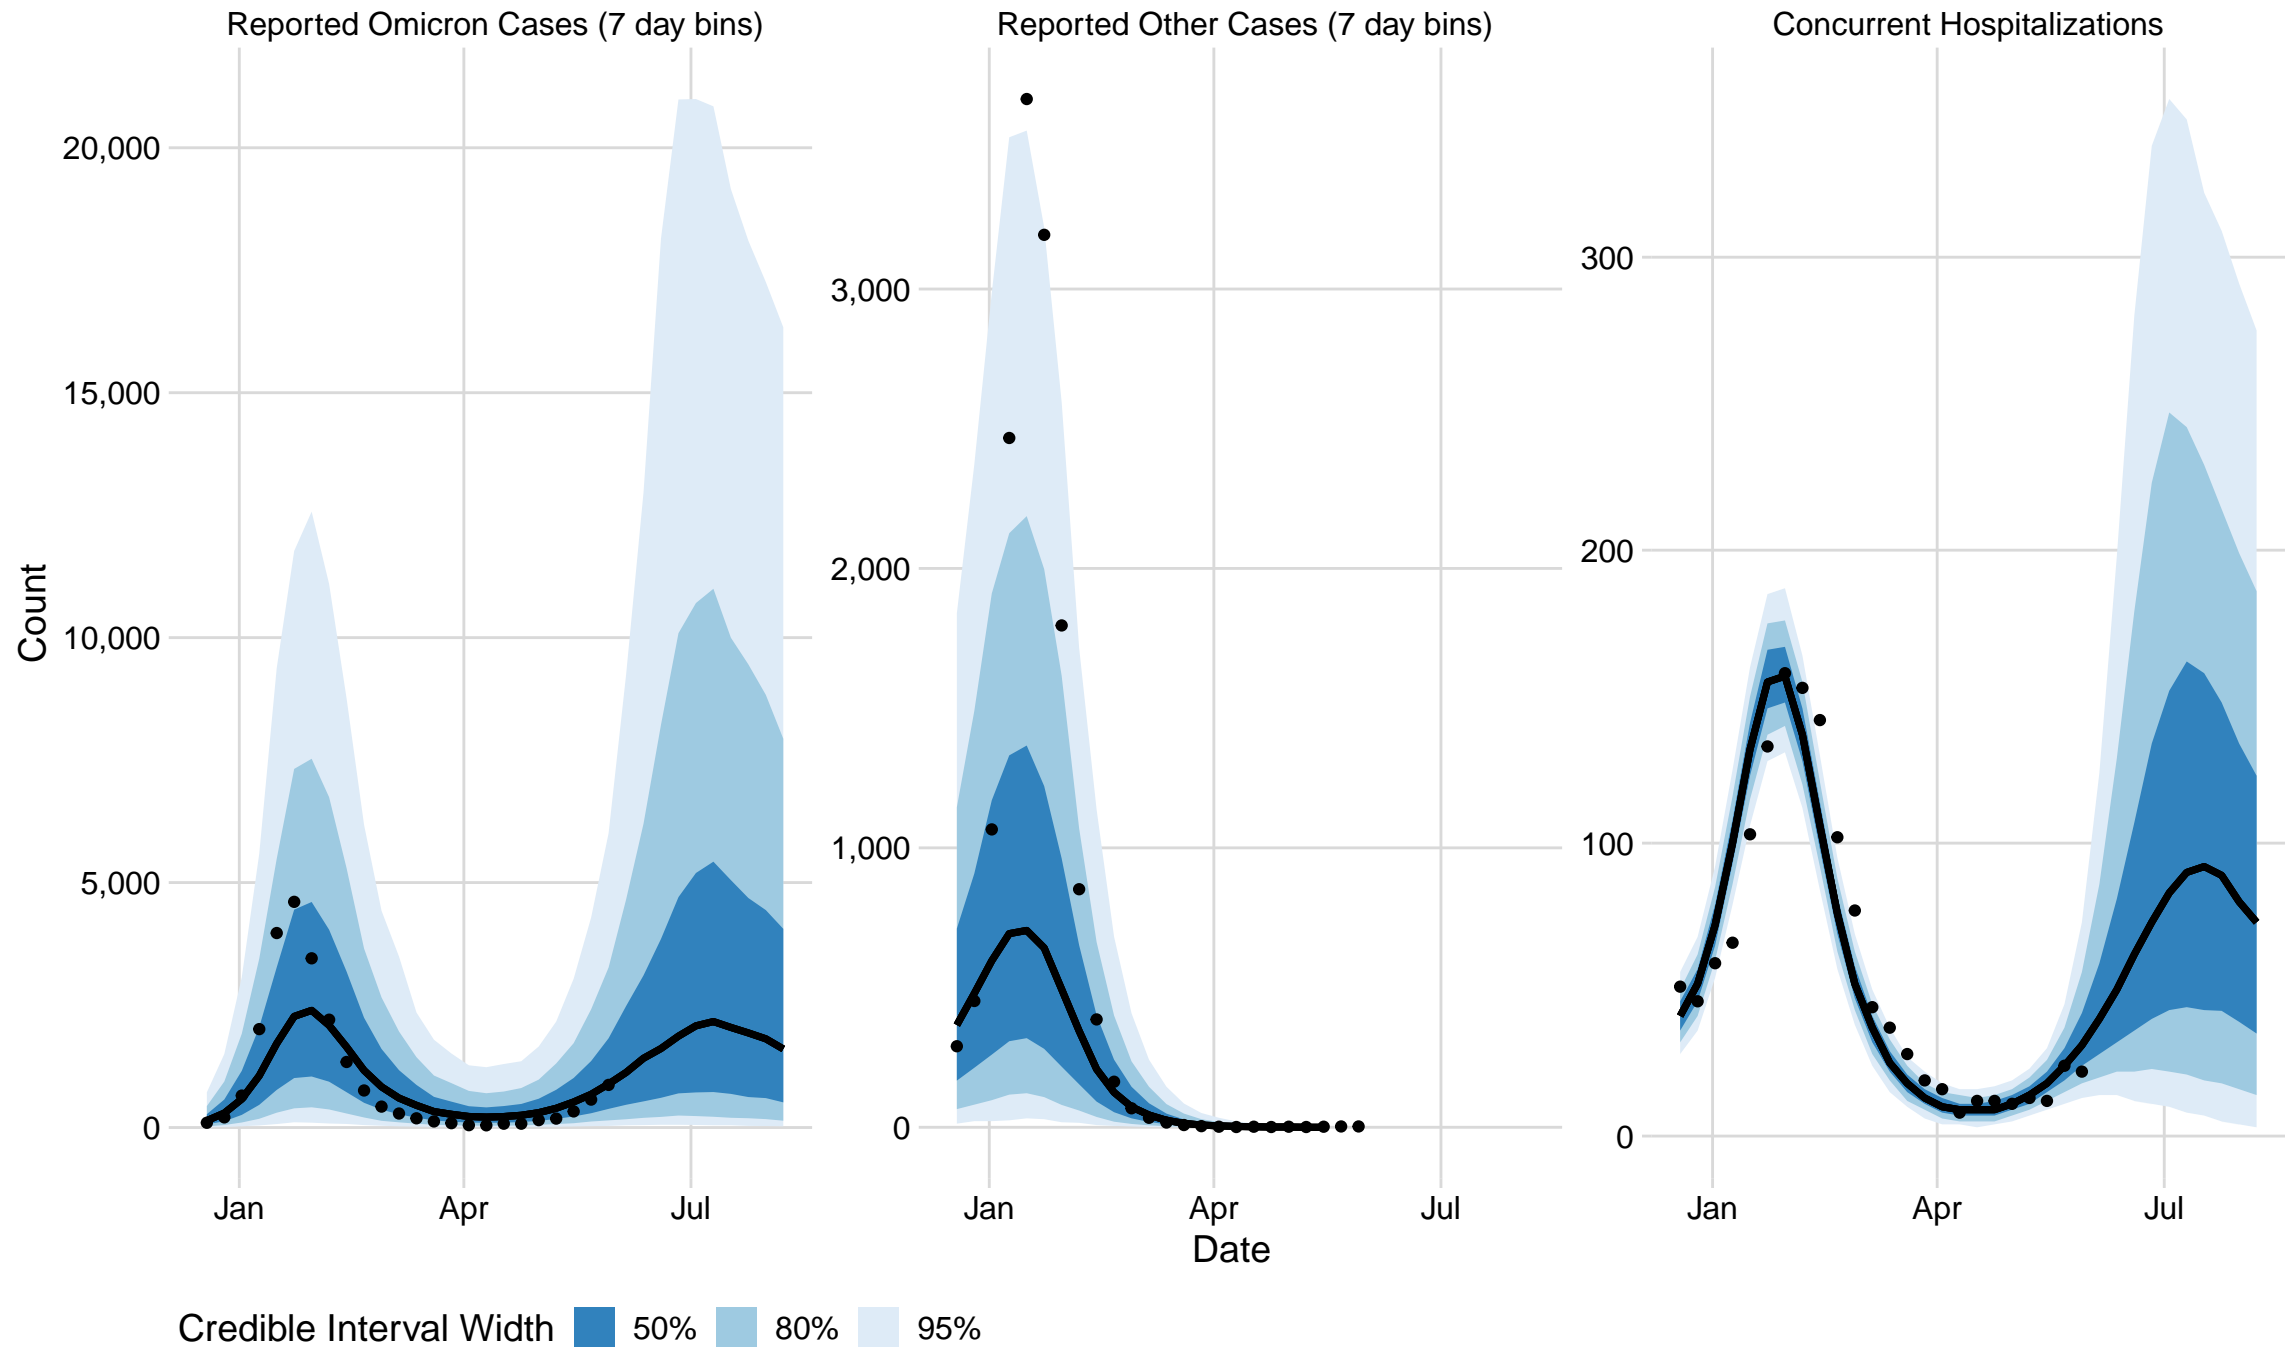 Reported Omicron Cases (7 day bins)
Reported Other Cases (7 day bins)
Concurrent Hospitalizations
Count
20,000
15,000
10,000
5,000
0
3,000
2,000
1,000
0
300
200
100
0
Jan Apr Jul
Jan Apr Jul
Jan Apr Jul
Date
Credible Interval Width 50% 80% 95%